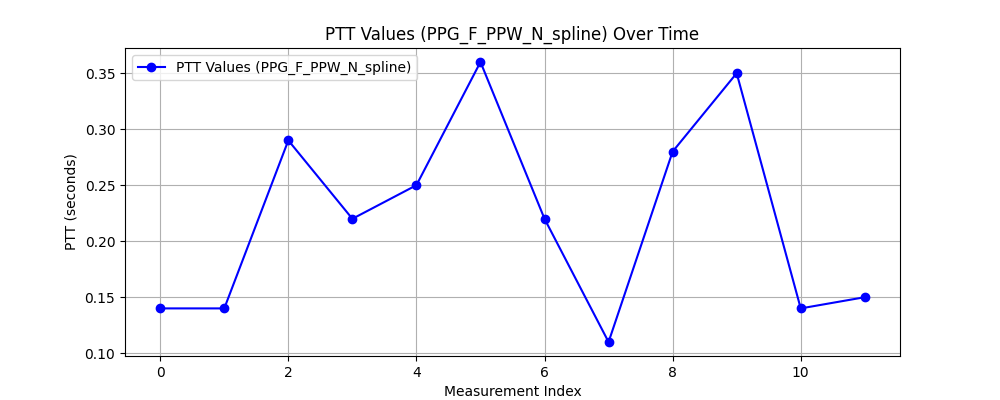 PTT Values (PPG_F_PPW_N_spline) Over Time
PTT Values (PPG_F_PPW_N_spline)
PTT (seconds)
0.35
0.30
0.25
0.20
0.15
0.10
0 2 4 6 8 10
Measurement Index